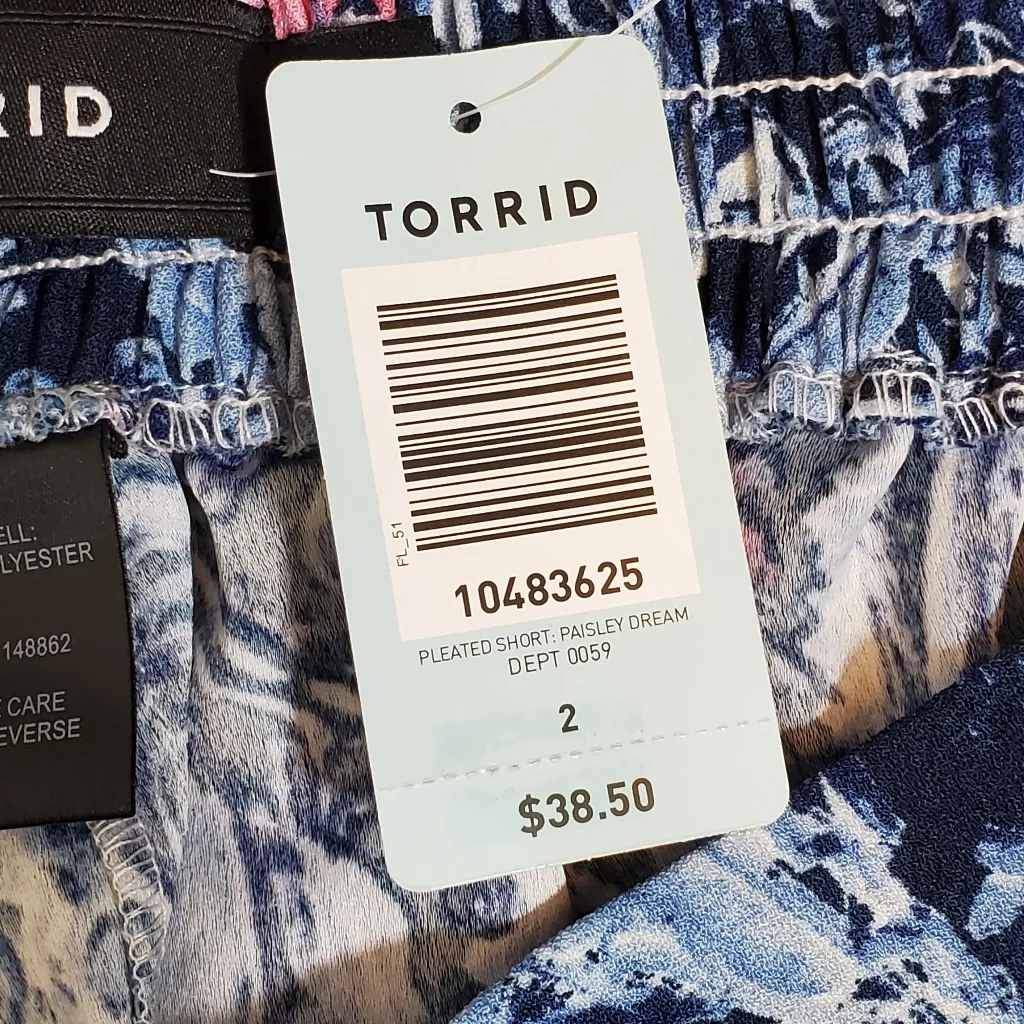 RID
TORRID
FL_51
10483625
PLEATED SHORT: PAISLEY DREAM
DEPT 0059
2
$38.50
ELL:
LYESTER
148862
E CARE
EVERSE